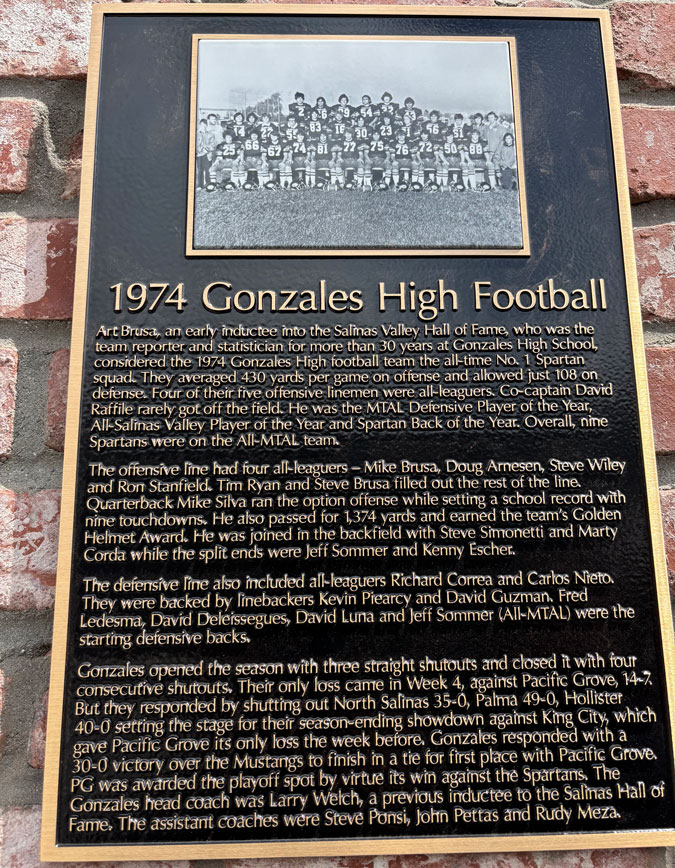 1974 Gonzales High Football
Art Brusa, an early inductee into the Salinas Valley Hall of Fame, who was the
team reporter and statistician for more than 30 years at Gonzales High School,
considered the 1974 Gonzales High football team the all-time No. 1 Spartan
squad. They averaged 430 yards per game on offense and allowed just 108 on
defense. Four of their five offensive linemen were all-leaguers. Co-captain David
Raffile rarely got off the field. He was the MTAL Defensive Player of the Year,
All-Salinas Valley Player of the Year and Spartan Back of the Year. Overall, nine
Spartans were on the All-MTAL team.
The offensive line had four all-leaguers – Mike Brusa, Doug Arnesen, Steve Wiley
and Ron Stanfield. Tim Ryan and Steve Brusa filled out the rest of the line.
Quarterback Mike Silva ran the option offense while setting a school record with
nine touchdowns. He also passed for 1,374 yards and earned the team's Golden
Helmet Award. He was joined in the backfield with Steve Simonetti and Marty
Corda while the split ends were Jeff Sommer and Kenny Escher.
The defensive line also included all-leaguers Richard Correa and Carlos Nieto.
They were backed by linebackers Kevin Piearcy and David Guzman. Fred
Ledesma, David Deleissegues, David Luna and Jeff Sommer (All-MTAL) were the
starting defensive backs.
Gonzales opened the season with three straight shutouts and closed it with four
consecutive shutouts. Their only loss came in Week 4, against Pacific Grove, 14-7.
But they responded by shutting out North Salinas 35-0, Palma 49-0, Hollister
40-0 setting the stage for their season-ending showdown against King City, which
gave Pacific Grove its only loss the week before. Gonzales responded with a
30-0 victory over the Mustangs to finish in a tie for first place with Pacific Grove.
PG was awarded the playoff spot by virtue its win against the Spartans. The
Gonzales head coach was Larry Welch, a previous inductee to the Salinas Hall of
Fame. The assistant coaches were Steve Ponsi, John Pettas and Rudy Meza.